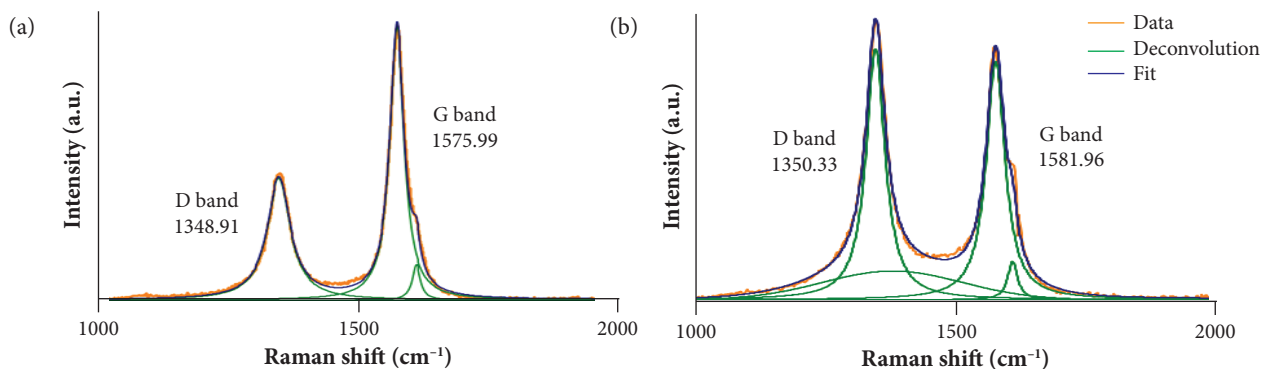 (a)
Intensity (a.u.)
D band
1348.91
G band
1575.99
1000
1500
2000
Raman shift (cm⁻¹)
(b)
Intensity (a.u.)
D band
1350.33
G band
1581.96
Data
Deconvolution
Fit
1000
1500
2000
Raman shift (cm⁻¹)